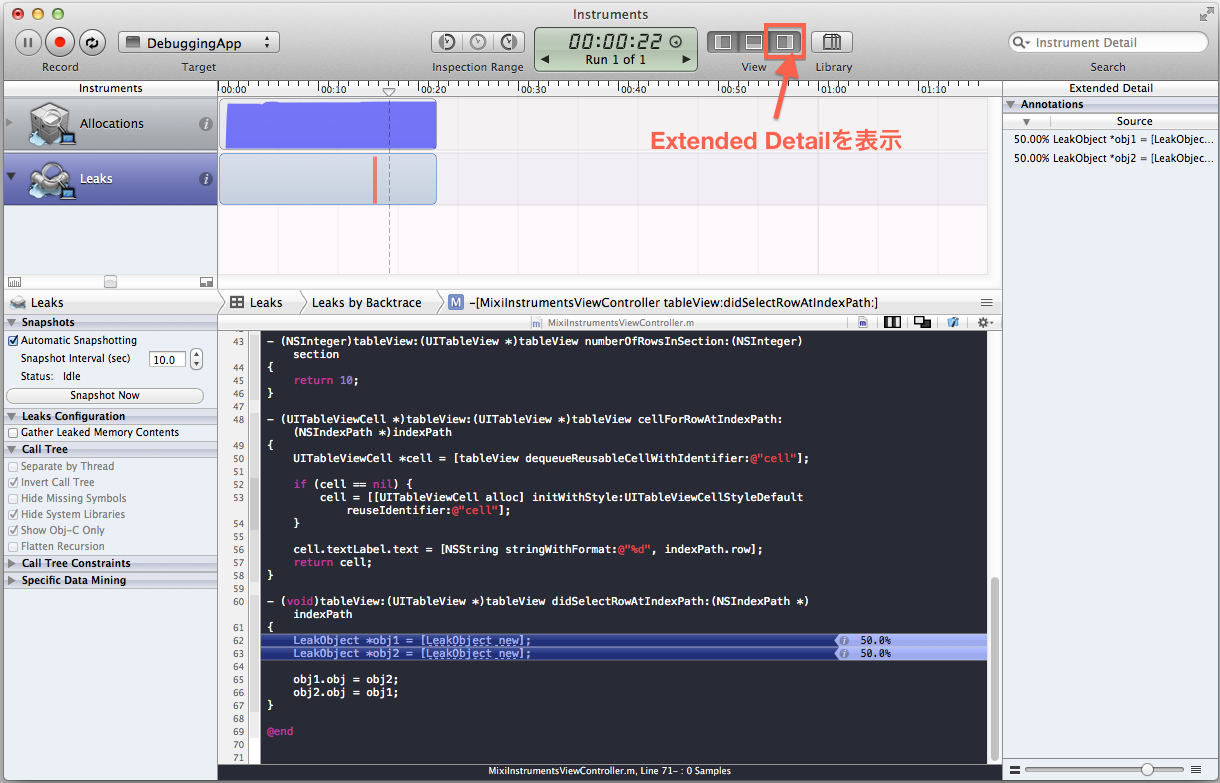 Instruments
DebuggingApp
00:00:22
Run 1 of 1
Instrument Detail
Record
Target
Inspection Range
View
Library
Search
Instruments
00:00
00:10
00:30
00:40
00:50
01:00
01:10
Extended Detail
Allocations
Leaks
Extended Detailを表示
Annotations
Source
50.00% LeakObject *obj1 = [LeakObjec...
50.00% LeakObject *obj2 = [LeakObjec...
Leaks
Leaks
Leaks by Backtrace
M -[MixiInstrumentsViewController tableView:didSelectRowAtIndexPath:]
Snapshots
Automatic Snapshotting
Snapshot Interval (sec) 10.0
Status: Idle
Snapshot Now
Leaks Configuration
Gather Leaked Memory Contents
Call Tree
Separate by Thread
Invert Call Tree
Hide Missing Symbols
Hide System Libraries
Show Obj-C Only
Flatten Recursion
Call Tree Constraints
Specific Data Mining
m MixiInstrumentsViewController.m
43 - (NSInteger)tableView:(UITableView *)tableView numberOfRowsInSection:(NSInteger)
section
44 {
45 return 10;
46 }
47
48 - (UITableViewCell *)tableView:(UITableView *)tableView cellForRowAtIndexPath:
(NSIndexPath *)indexPath
49 {
50 UITableViewCell *cell = [tableView dequeueReusableCellWithIdentifier:@"cell"];
51
52 if (cell == nil) {
53 cell = [[UITableViewCell alloc] initWithStyle:UITableViewCellStyleDefault
reuseIdentifier:@"cell"];
54 }
55
56 cell.textLabel.text = [NSString stringWithFormat:@"%d", indexPath.row];
57 return cell;
58 }
59
60 - (void)tableView:(UITableView *)tableView didSelectRowAtIndexPath:(NSIndexPath *)
indexPath
61 {
62 LeakObject *obj1 = [LeakObject new]; 50.0%
63 LeakObject *obj2 = [LeakObject new]; 50.0%
64
65 obj1.obj = obj2;
66 obj2.obj = obj1;
67 }
68
69 @end
70
71
MixiInstrumentsViewController.m, Line 71- : 0 Samples